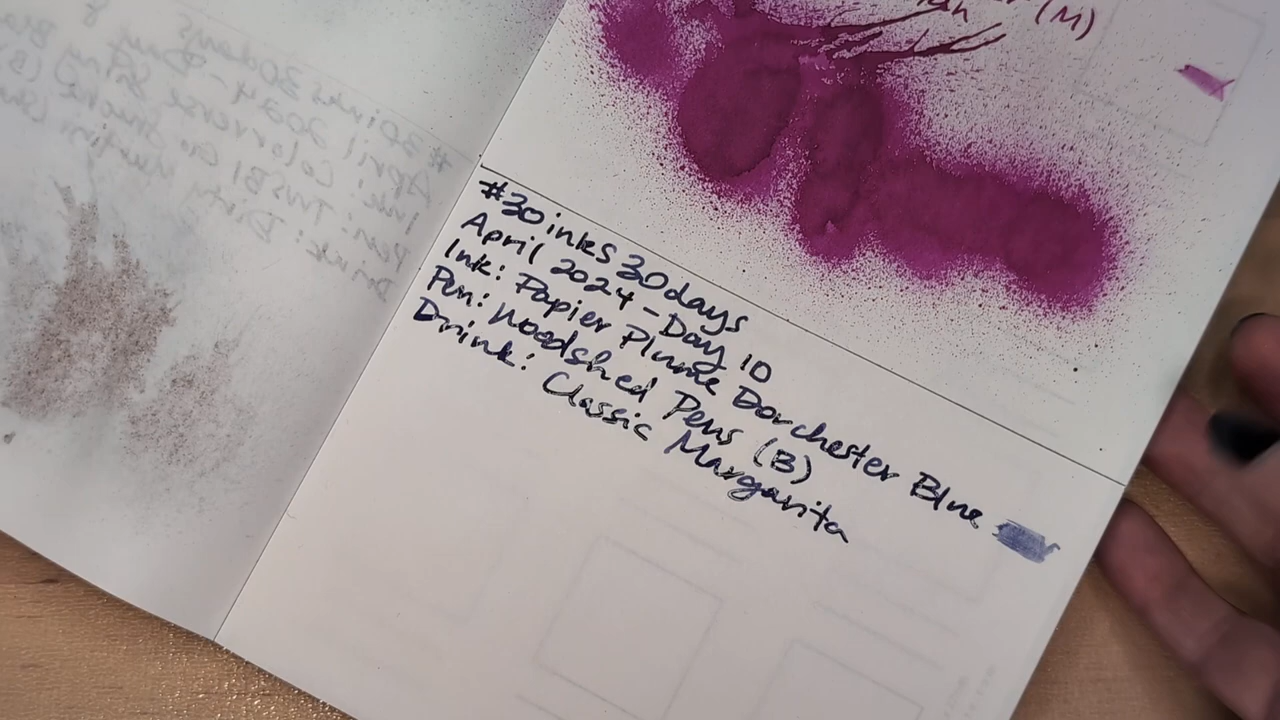 (M)
#30inks30days
April 2024 - Day 10
Ink: Papier Plume Dorchester Blue
Pen: Woodshed Pens (B)
Drink: Classic Margarita